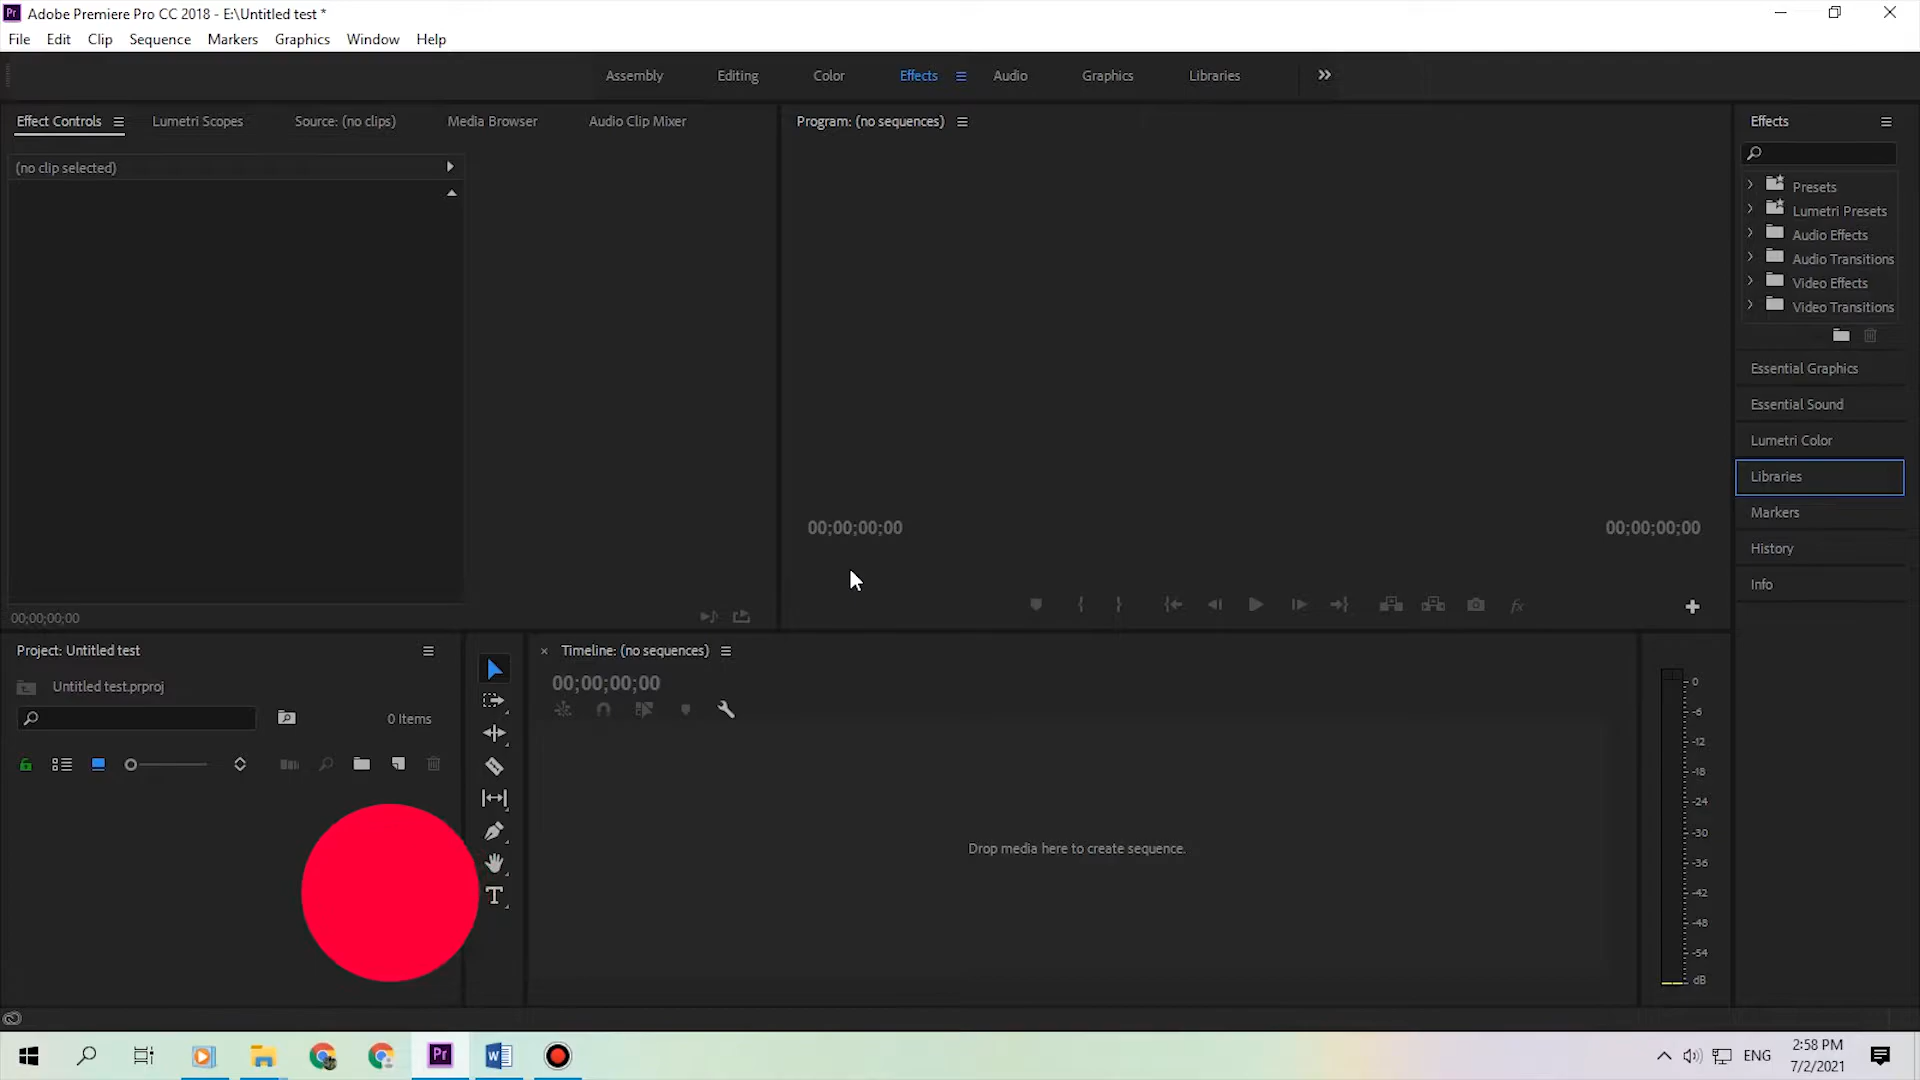 Pr Adobe Premiere Pro CC 2018 - E:\Untitled test *
File Edit Clip Sequence Markers Graphics Window Help
Assembly Editing Color Effects Audio Graphics Libraries
Effect Controls Lumetri Scopes Source: (no clips) Media Browser Audio Clip Mixer
(no clip selected)
00;00;00;00
Program: (no sequences)
00;00;00;00 00;00;00;00
fx
Effects
Presets
Lumetri Presets
Audio Effects
Audio Transitions
Video Effects
Video Transitions
Essential Graphics
Essential Sound
Lumetri Color
Libraries
Markers
History
Info
Project: Untitled test
Untitled test.prproj
0 Items
T
Timeline: (no sequences)
00;00;00;00
Drop media here to create sequence.
0
-6
-12
-18
-24
-30
-36
-42
-48
-54
dB
Pr W ENG 2:58 PM
7/2/2021